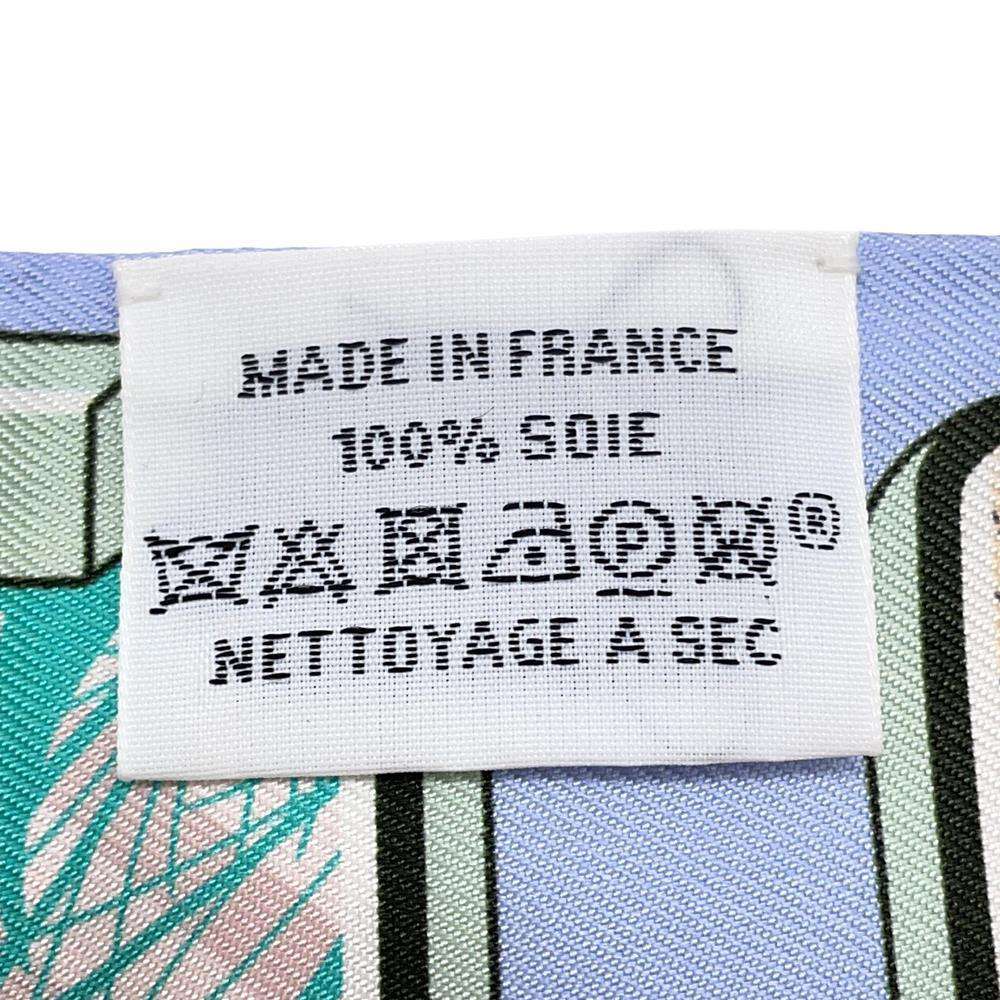 MADE IN FRANCE
100% SOIE
P W ®
NETTOYAGE A SEC